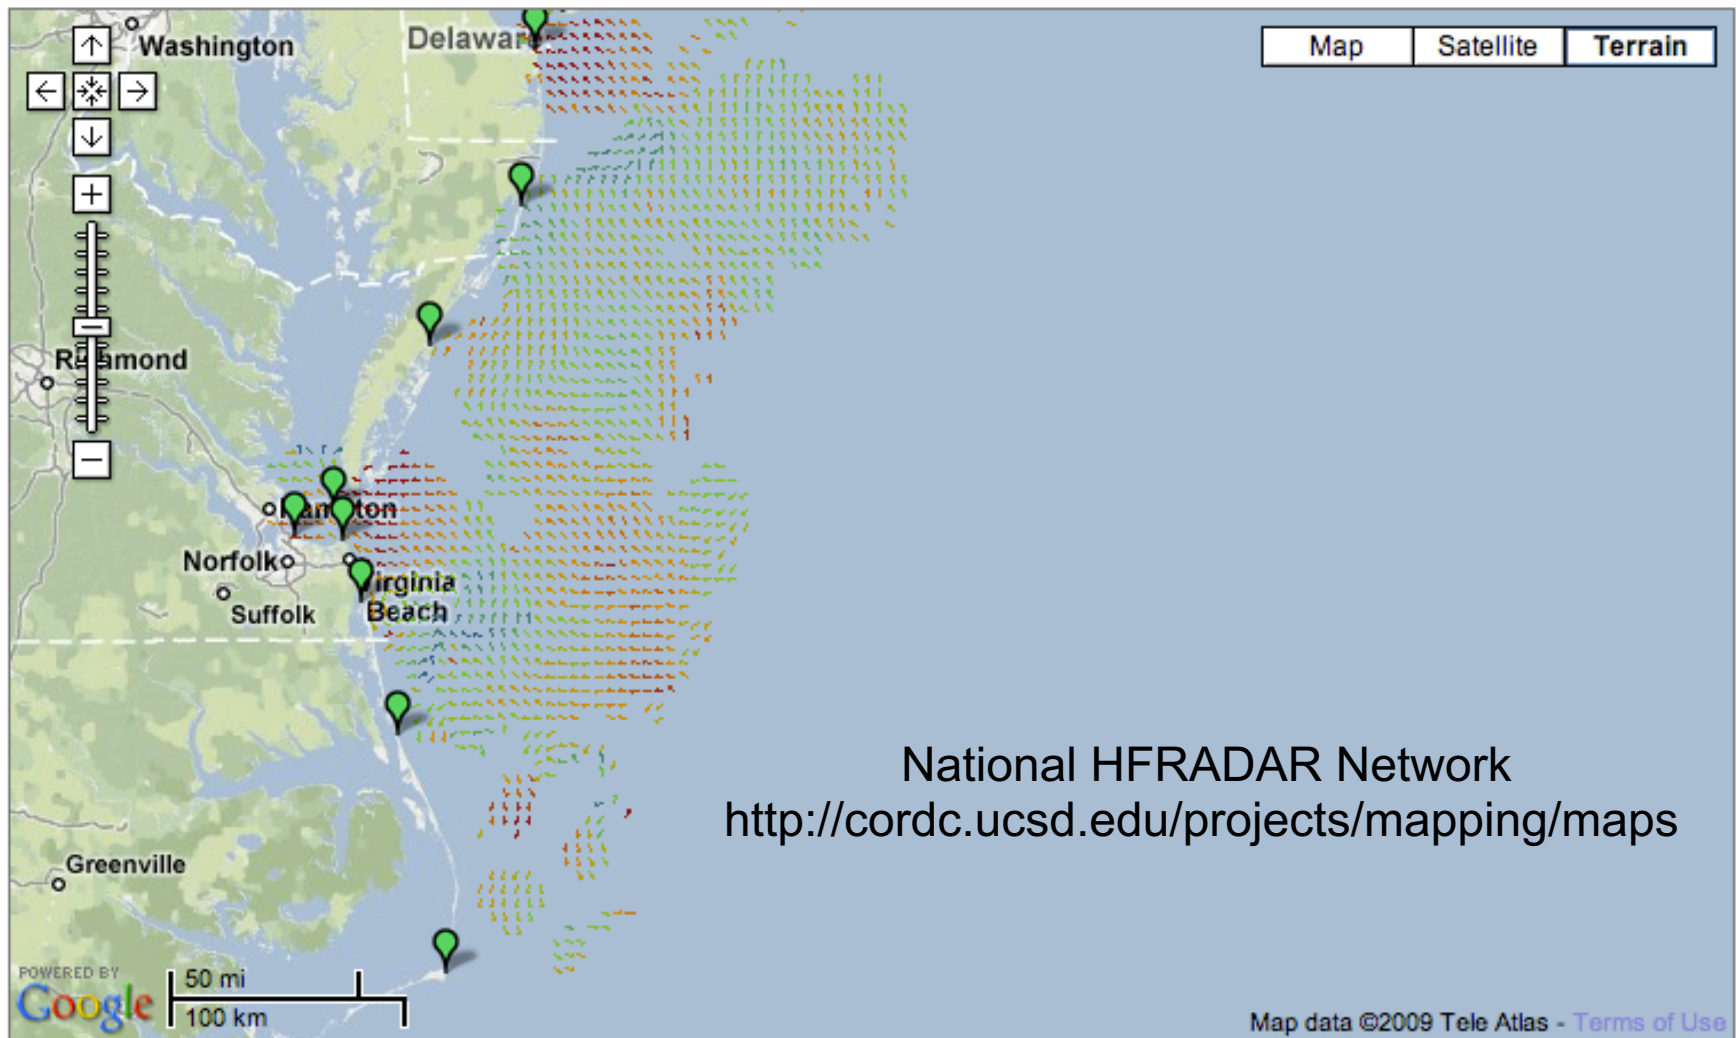 Washington
Delaware
Map
Satellite
Terrain
Richmond
Hampton
Norfolk
Virginia
Beach
Suffolk
National HFRADAR Network
http://cordc.ucsd.edu/projects/mapping/maps
Greenville
POWERED BY
Google
50 mi
100 km
Map data ©2009 Tele Atlas - Terms of Use